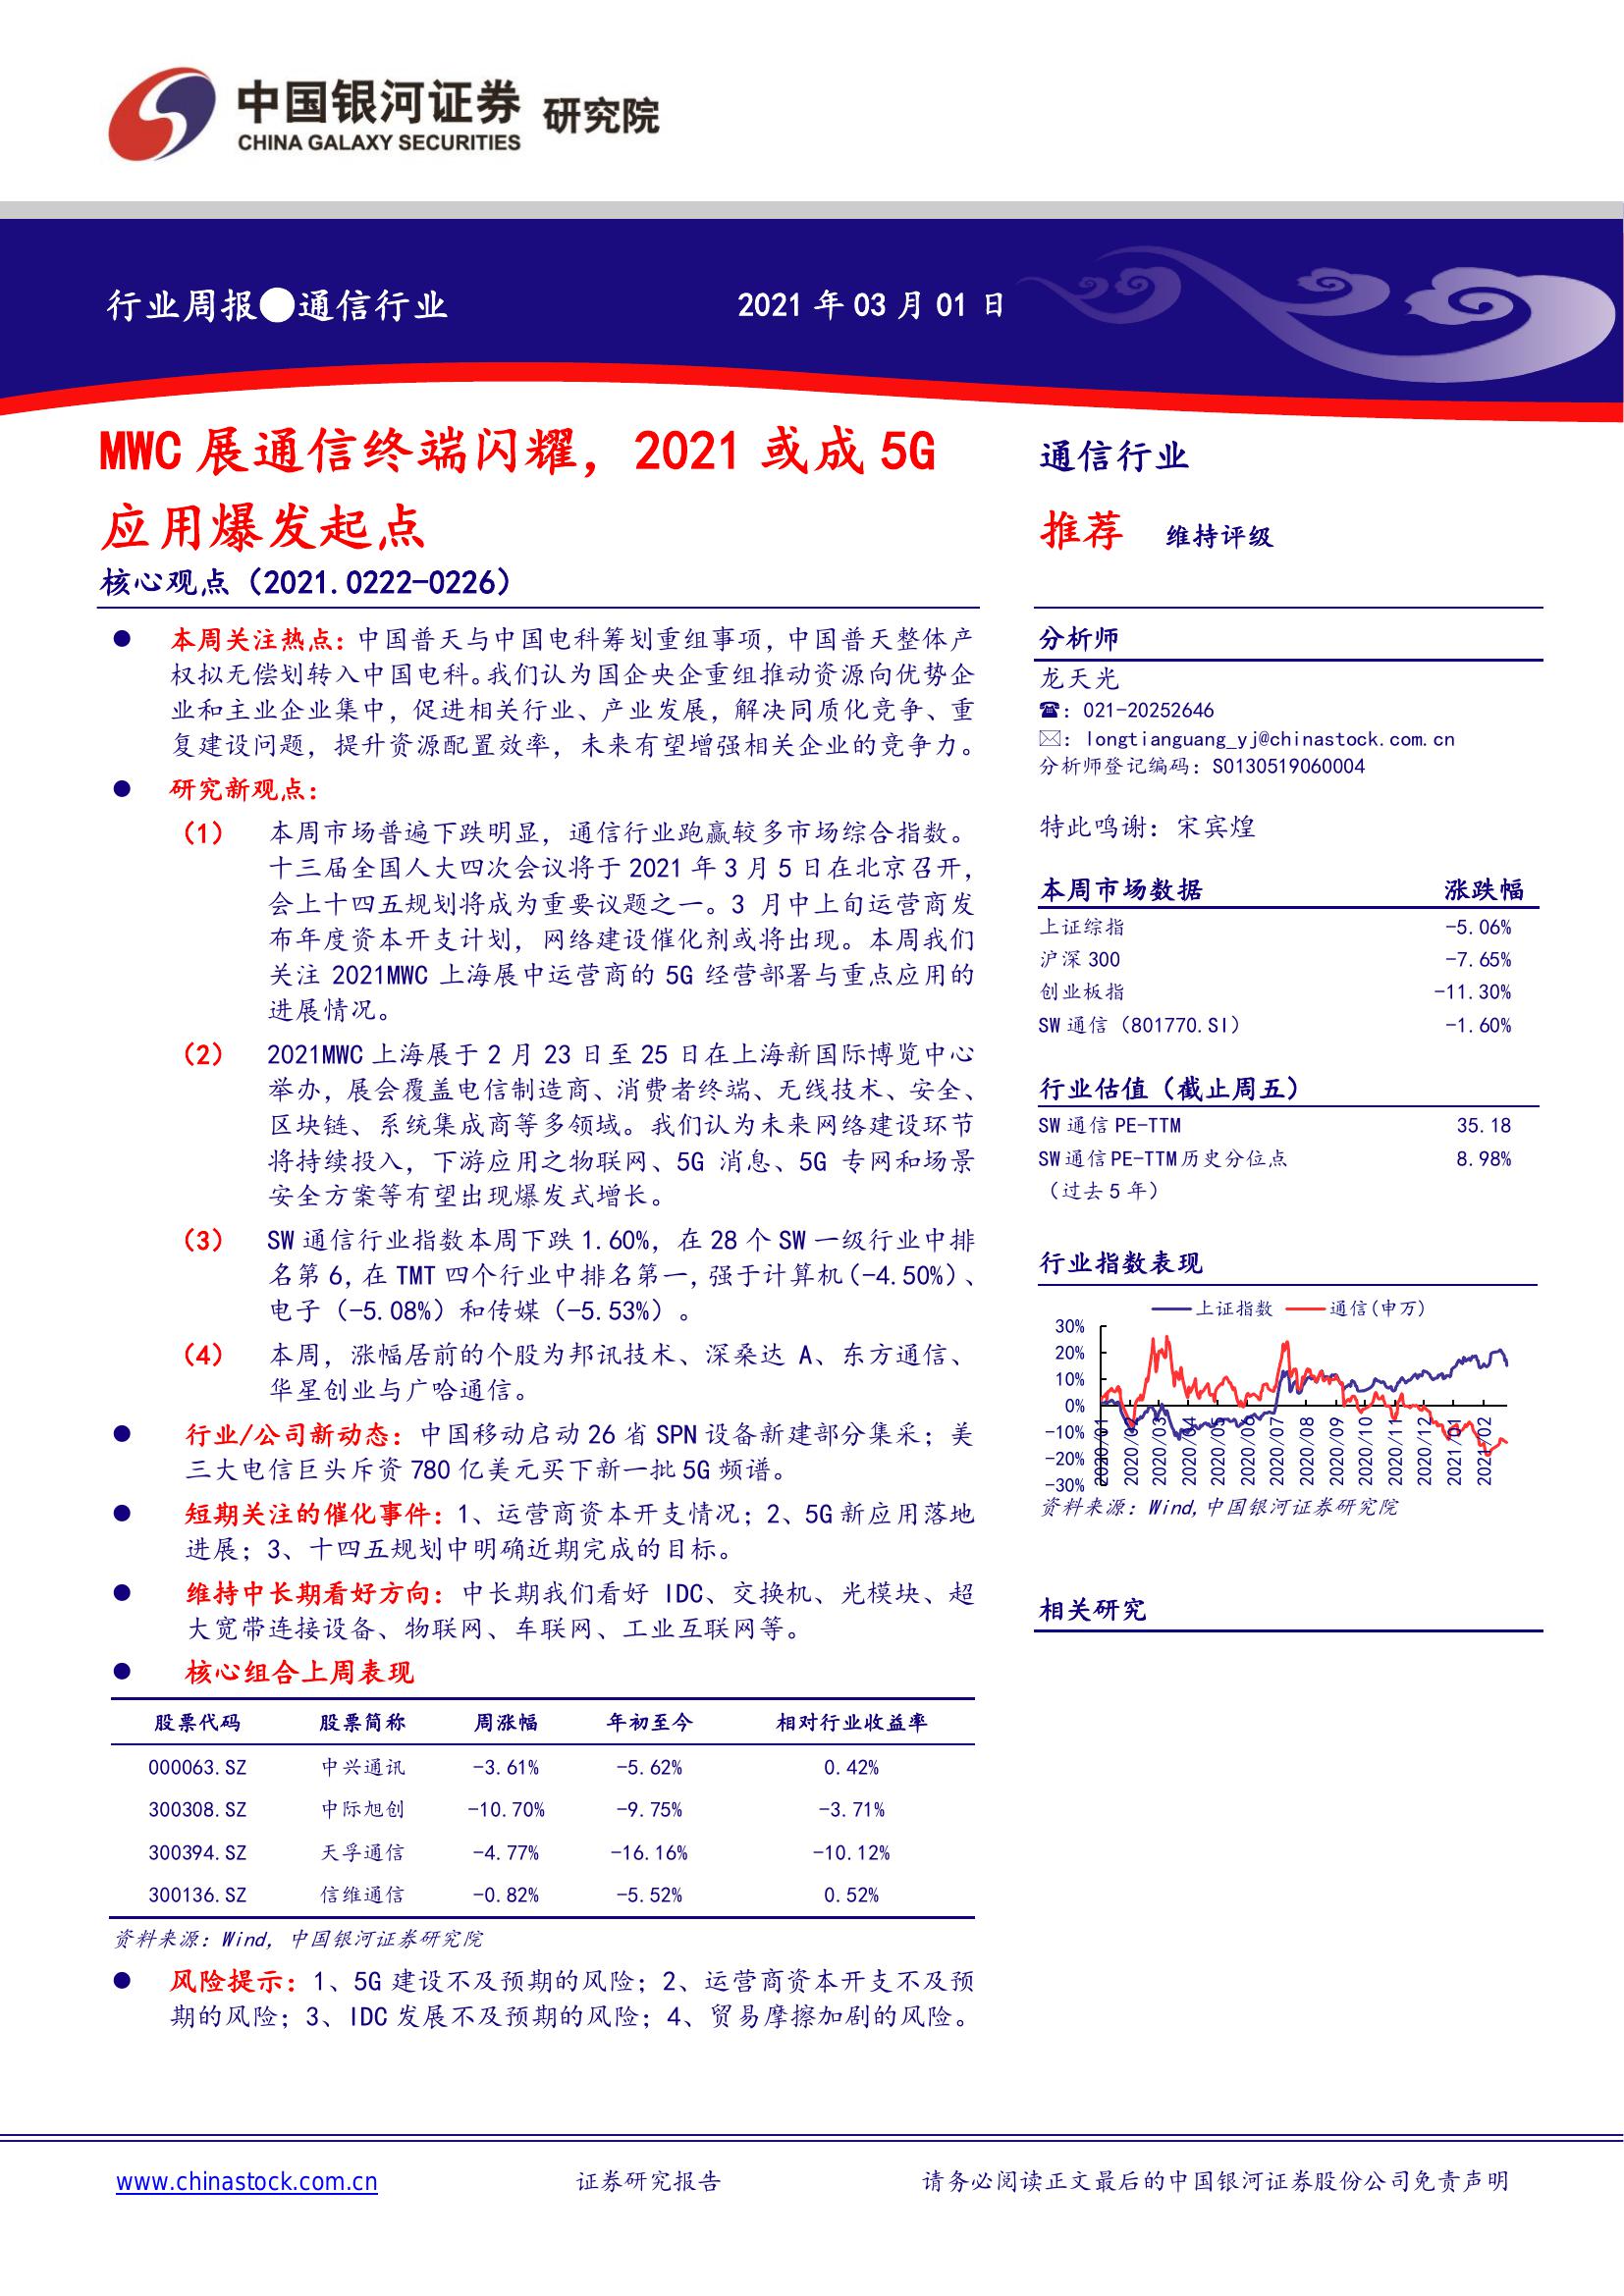 中国银河证券 研究院
CHINA GALAXY SECURITIES
行业周报●通信行业
2021 年 03 月 01 日
MWC 展通信终端闪耀，2021 或成 5G
应用爆发起点
核心观点（2021.0222-0226）
● 本周关注热点：中国普天与中国电科筹划重组事项，中国普天整体产
权拟无偿划转入中国电科。我们认为国企央企重组推动资源向优势企
业和主业企业集中，促进相关行业、产业发展，解决同质化竞争、重
复建设问题，提升资源配置效率，未来有望增强相关企业的竞争力。
● 研究新观点：
（1） 本周市场普遍下跌明显，通信行业跑赢较多市场综合指数。
十三届全国人大四次会议将于 2021 年 3 月 5 日在北京召开，
会上十四五规划将成为重要议题之一。3 月中上旬运营商发
布年度资本开支计划，网络建设催化剂或将出现。本周我们
关注 2021MWC 上海展中运营商的 5G 经营部署与重点应用的
进展情况。
（2） 2021MWC 上海展于 2 月 23 日至 25 日在上海新国际博览中心
举办，展会覆盖电信制造商、消费者终端、无线技术、安全、
区块链、系统集成商等多领域。我们认为未来网络建设环节
将持续投入，下游应用之物联网、5G 消息、5G 专网和场景
安全方案等有望出现爆发式增长。
（3） SW 通信行业指数本周下跌 1.60%，在 28 个 SW 一级行业中排
名第 6，在 TMT 四个行业中排名第一，强于计算机（-4.50%）、
电子（-5.08%）和传媒（-5.53%）。
（4） 本周，涨幅居前的个股为邦讯技术、深桑达 A、东方通信、
华星创业与广哈通信。
● 行业/公司新动态：中国移动启动 26 省 SPN 设备新建部分集采；美
三大电信巨头斥资 780 亿美元买下新一批 5G 频谱。
● 短期关注的催化事件：1、运营商资本开支情况；2、5G 新应用落地
进展；3、十四五规划中明确近期完成的目标。
● 维持中长期看好方向：中长期我们看好 IDC、交换机、光模块、超
大宽带连接设备、物联网、车联网、工业互联网等。
● 核心组合上周表现
股票代码 股票简称 周涨幅 年初至今 相对行业收益率
000063.SZ 中兴通讯 -3.61% -5.62% 0.42%
300308.SZ 中际旭创 -10.70% -9.75% -3.71%
300394.SZ 天孚通信 -4.77% -16.16% -10.12%
300136.SZ 信维通信 -0.82% -5.52% 0.52%
资料来源：Wind，中国银河证券研究院
● 风险提示：1、5G 建设不及预期的风险；2、运营商资本开支不及预
期的风险；3、IDC 发展不及预期的风险；4、贸易摩擦加剧的风险。
通信行业
推荐 维持评级
分析师
龙天光
☎：021-20252646
✉：longtianguang_yj@chinastock.com.cn
分析师登记编码：S0130519060004
特此鸣谢：宋宾煌
本周市场数据 涨跌幅
上证综指 -5.06%
沪深 300 -7.65%
创业板指 -11.30%
SW 通信（801770.SI） -1.60%
行业估值（截止周五）
SW 通信 PE-TTM 35.18
SW 通信 PE-TTM 历史分位点 8.98%
（过去 5 年）
行业指数表现
上证指数 通信(申万)
30%
20%
10%
0%
-10%
-20%
-30%
2020/01 2020/02 2020/03 2020/04 2020/05 2020/06 2020/07 2020/08 2020/09 2020/10 2020/11 2020/12 2021/01 2021/02
资料来源：Wind,中国银河证券研究院
相关研究
www.chinastock.com.cn 证券研究报告 请务必阅读正文最后的中国银河证券股份公司免责声明